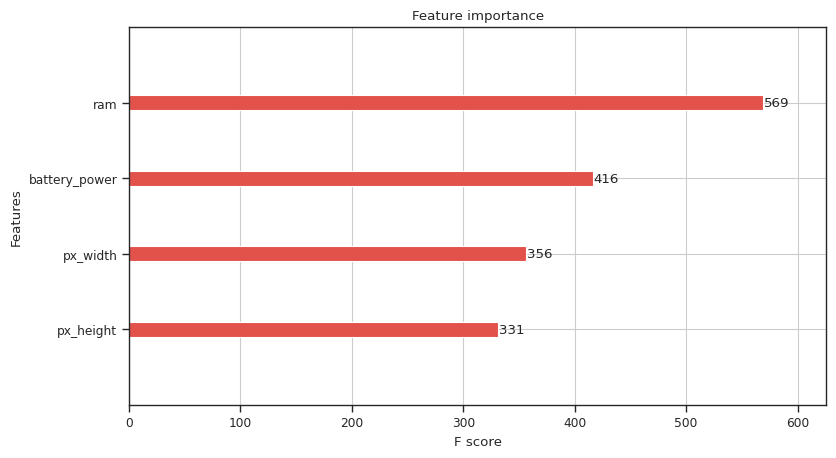 Feature importance
Features
ram
569
battery_power
416
px_width
356
px_height
331
0 100 200 300 400 500 600
F score